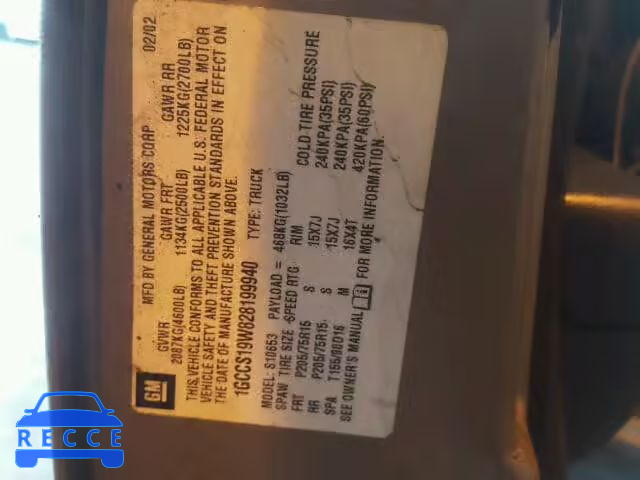 MFD BY GENERAL MOTORS CORP 02/02
GVWR GAWR FRT GAWR RR
2087KG(4600LB) 1134KG(2500LB) 1225KG(2700LB)
THIS VEHICLE CONFORMS TO ALL APPLICABLE U.S. FEDERAL MOTOR
VEHICLE SAFETY AND THEFT PREVENTION STANDARDS IN EFFECT ON
THE DATE OF MANUFACTURE SHOWN ABOVE.
GM
1GCCS19W828199940 TYPE: TRUCK
MODEL: S10653 PAYLOAD = 468KG(1032LB)
SPAW TIRE SIZE SPEED RTG RIM COLD TIRE PRESSURE
FRT P205/75R15 S 15X7J 240KPA(35PSI)
RR P205/75R15 S 15X7J 240KPA(35PSI)
SPA T155/80D16 M 16X4T 420KPA(60PSI)
SEE OWNER'S MANUAL FOR MORE INFORMATION.
RECCE